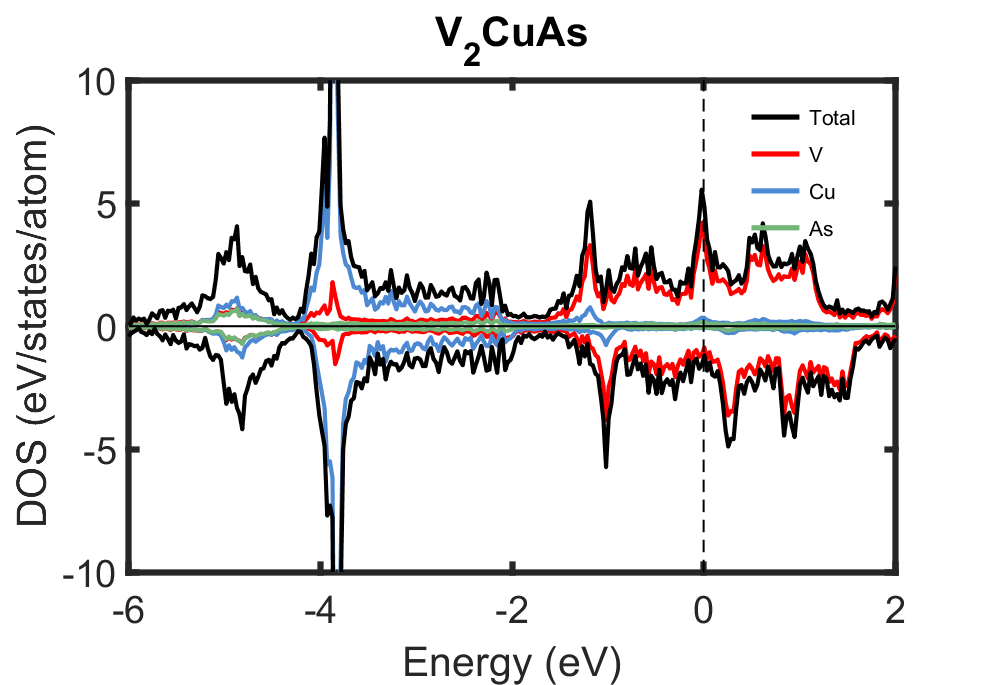 V₂CuAs
10
5
0
-5
-10
DOS (eV/states/atom)
Total
V
Cu
As
-6 -4 -2 0 2
Energy (eV)